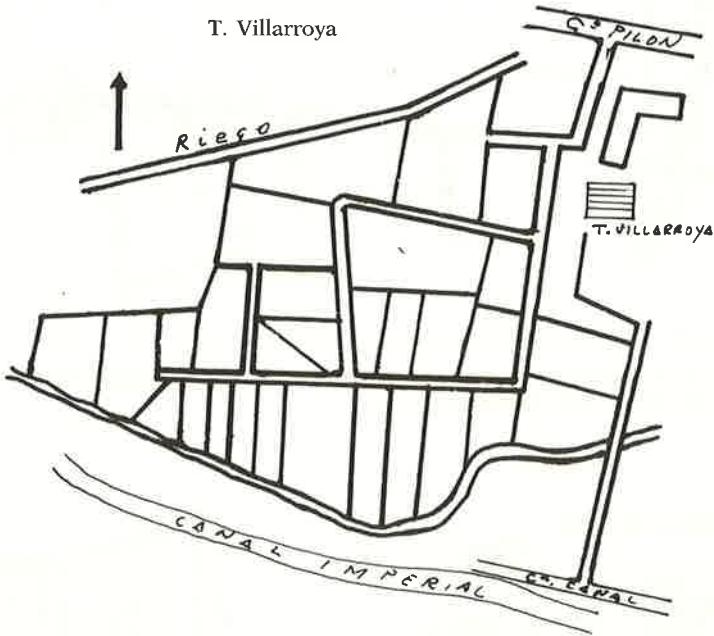 T. Villarroya
Cº PILON
Riego
T. VILLARROYA
CANAL IMPERIAL
Cº. CANAL